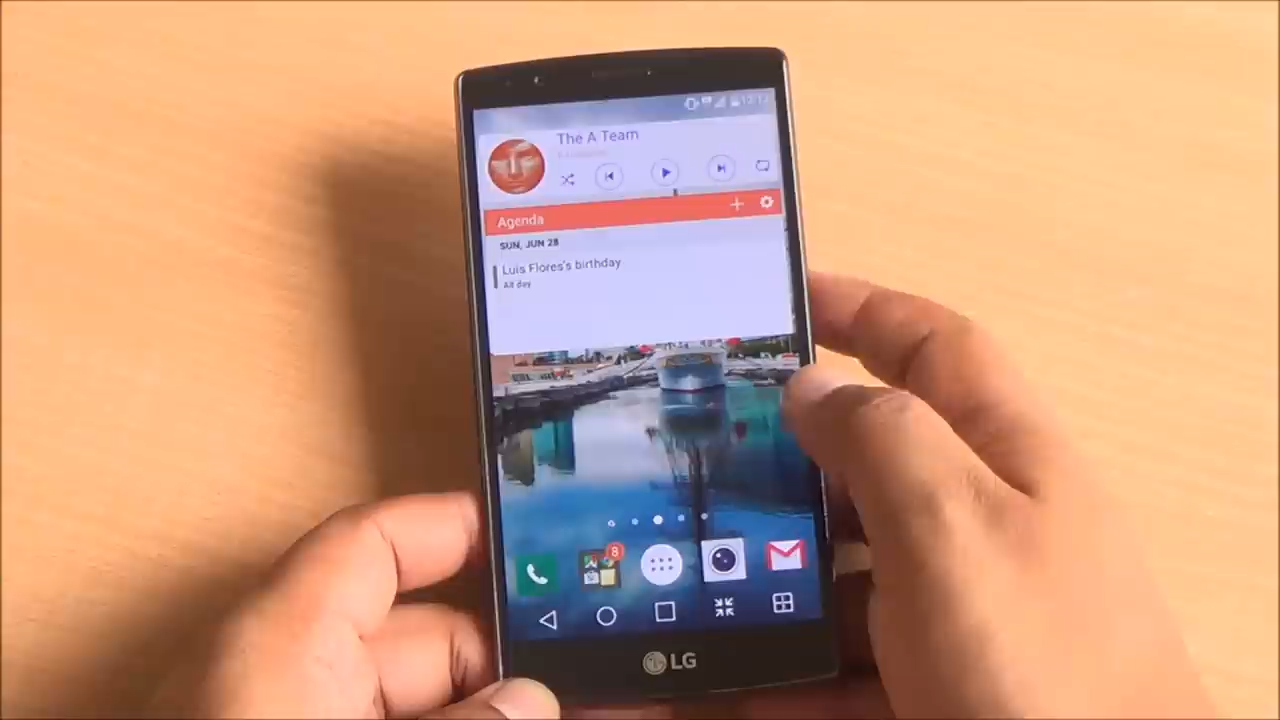 The A Team
Agenda
SUN, JUN 28
Luis Flores's birthday
All day
8
LG